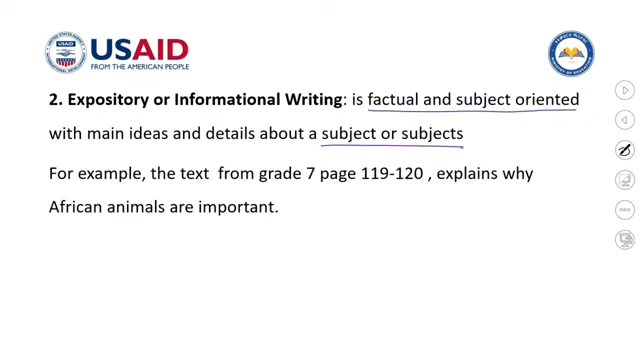 USAID
FROM THE AMERICAN PEOPLE
2. Expository or Informational Writing: is factual and subject oriented
with main ideas and details about a subject or subjects
For example, the text from grade 7 page 119-120 , explains why
African animals are important.